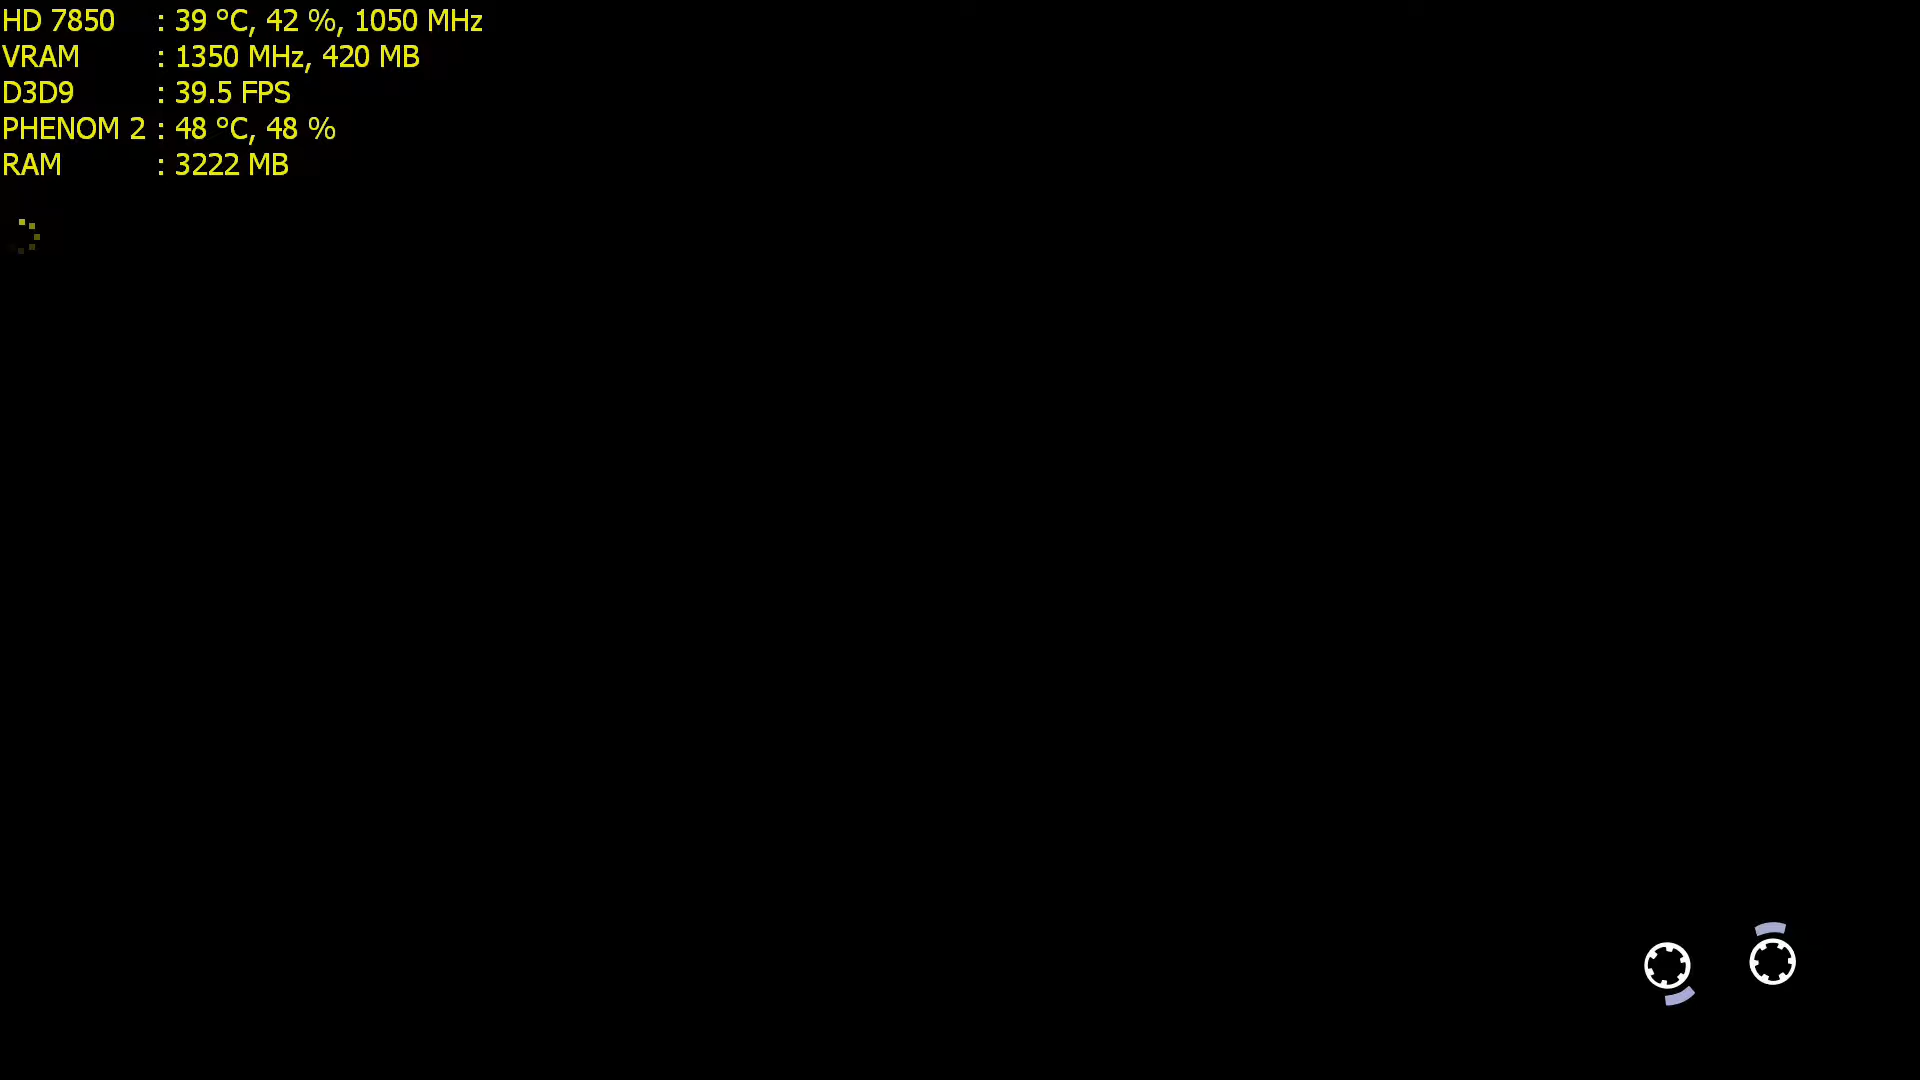 HD 7850 : 39 °C, 42 %, 1050 MHz
VRAM : 1350 MHz, 420 MB
D3D9 : 39.5 FPS
PHENOM 2 : 48 °C, 48 %
RAM : 3222 MB